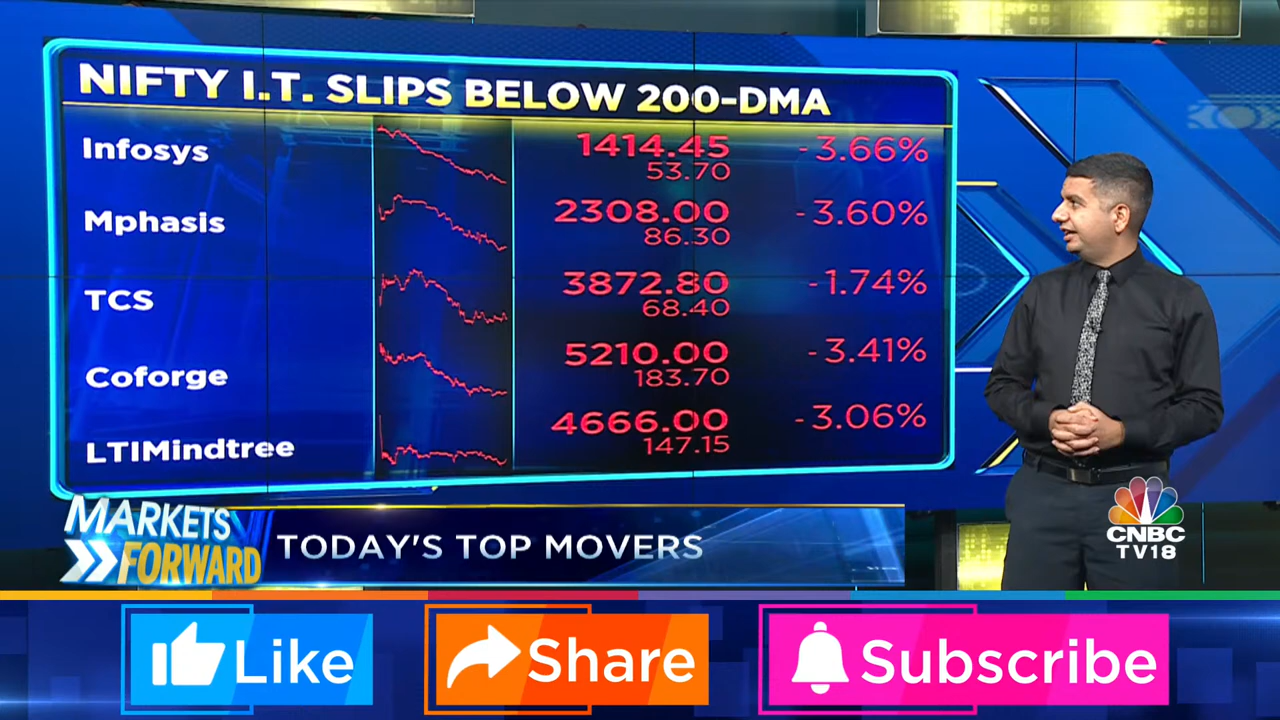 NIFTY I.T. SLIPS BELOW 200-DMA
Infosys 1414.45 -3.66%
53.70
Mphasis 2308.00 -3.60%
86.30
TCS 3872.80 -1.74%
68.40
Coforge 5210.00 -3.41%
183.70
LTIMindtree 4666.00 -3.06%
147.15
MARKETS
FORWARD
TODAY'S TOP MOVERS
CNBC
TV18
Like Share Subscribe